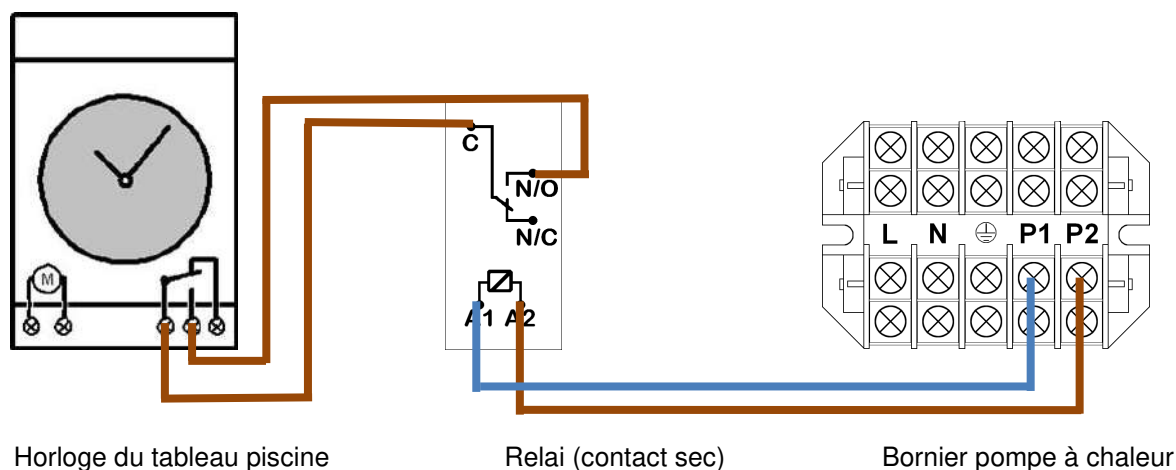 C
N/O
N/C
M
A1 A2
L N P1 P2
Horloge du tableau piscine
Relai (contact sec)
Bornier pompe à chaleur